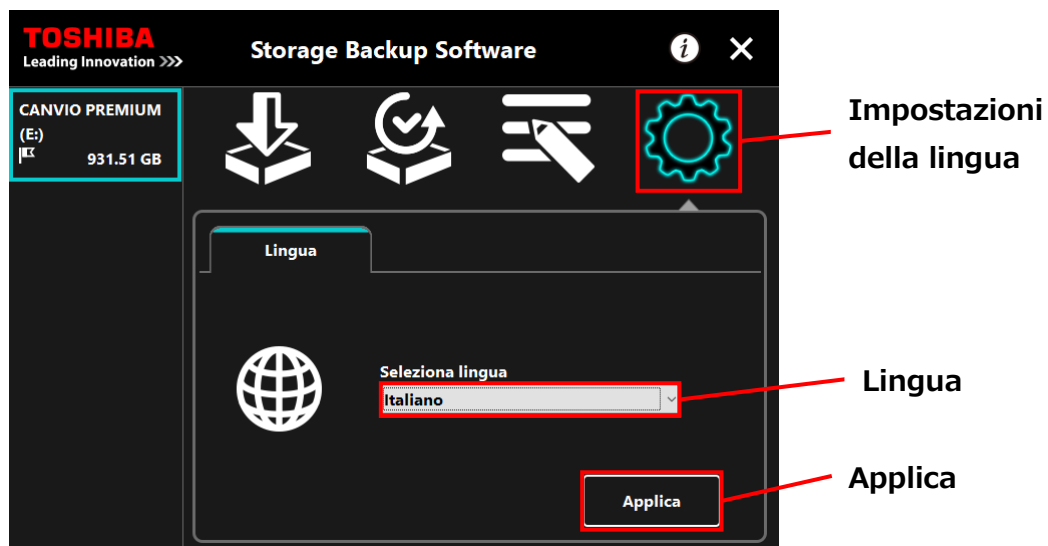 TOSHIBA
Leading Innovation >>>
Storage Backup Software
i
CANVIO PREMIUM
(E:)
931.51 GB
Impostazioni
della lingua
Lingua
Seleziona lingua
Italiano
Lingua
Applica
Applica